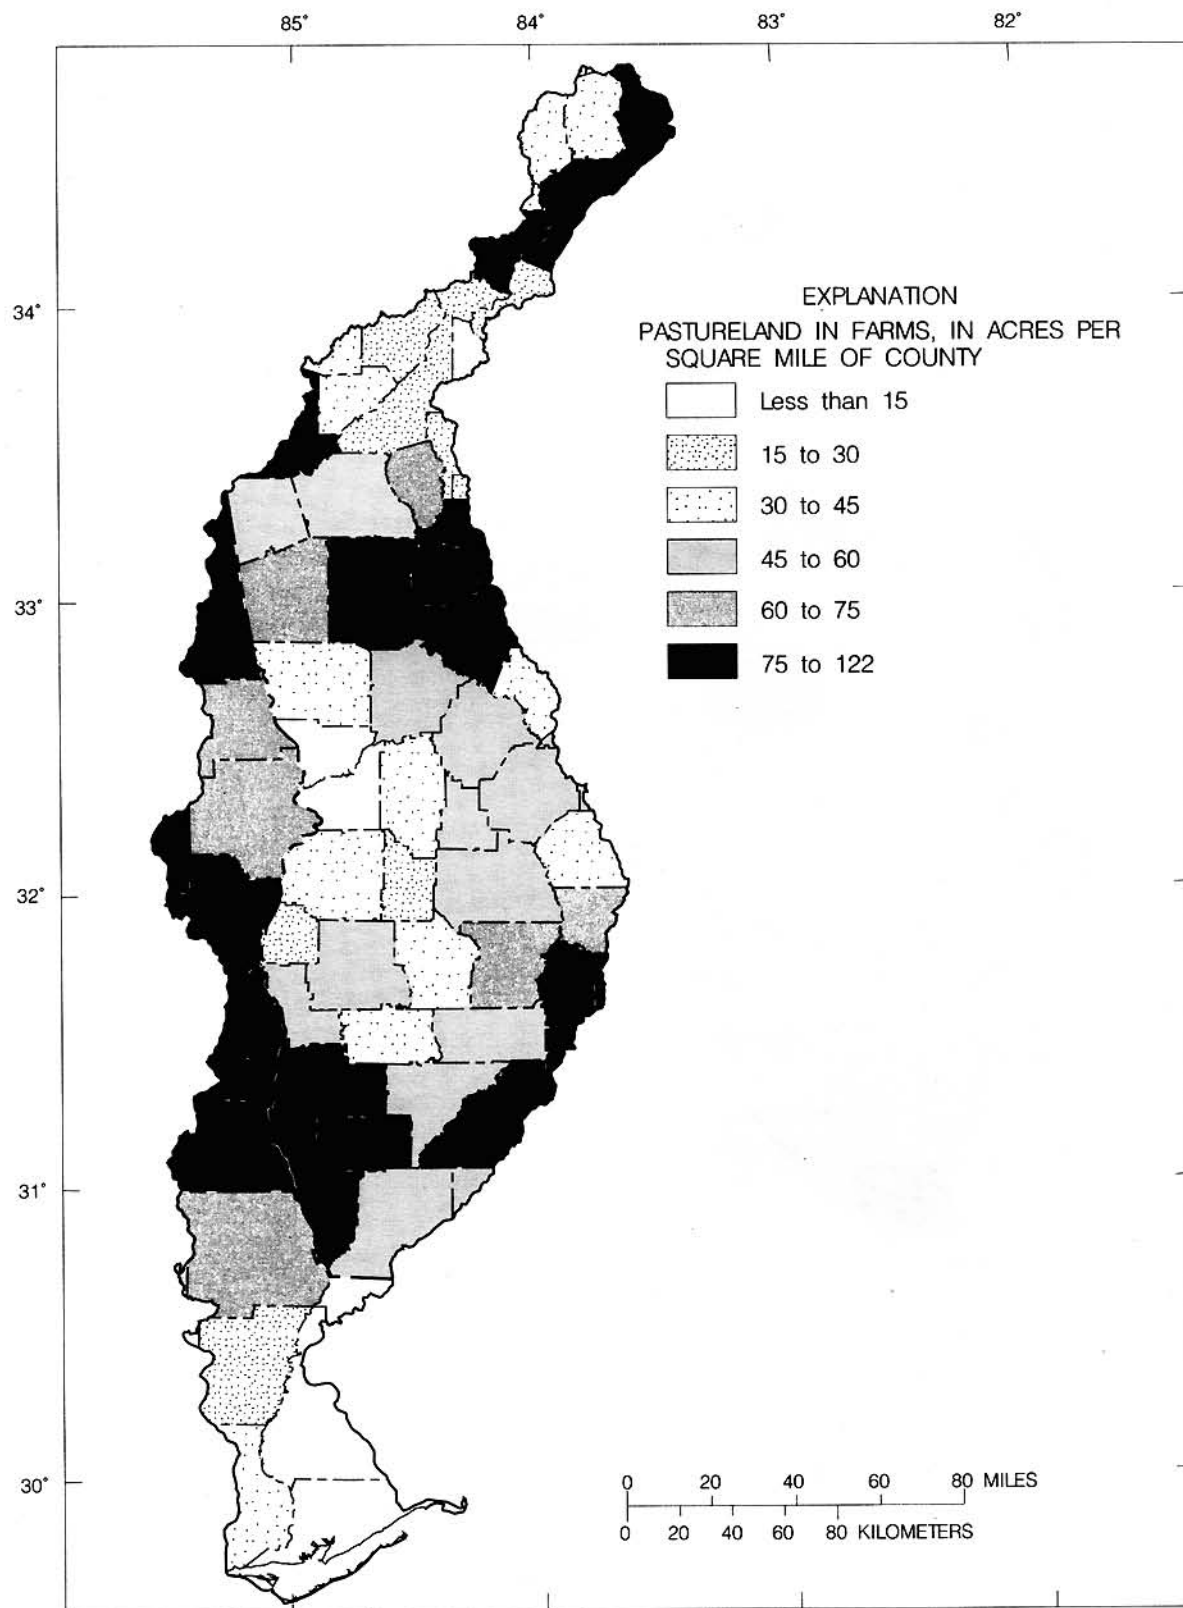 85° 84° 83° 82°
34°
33°
32°
31°
30°
EXPLANATION
PASTURELAND IN FARMS, IN ACRES PER
SQUARE MILE OF COUNTY
Less than 15
15 to 30
30 to 45
45 to 60
60 to 75
75 to 122
0 20 40 60 80 MILES
0 20 40 60 80 KILOMETERS